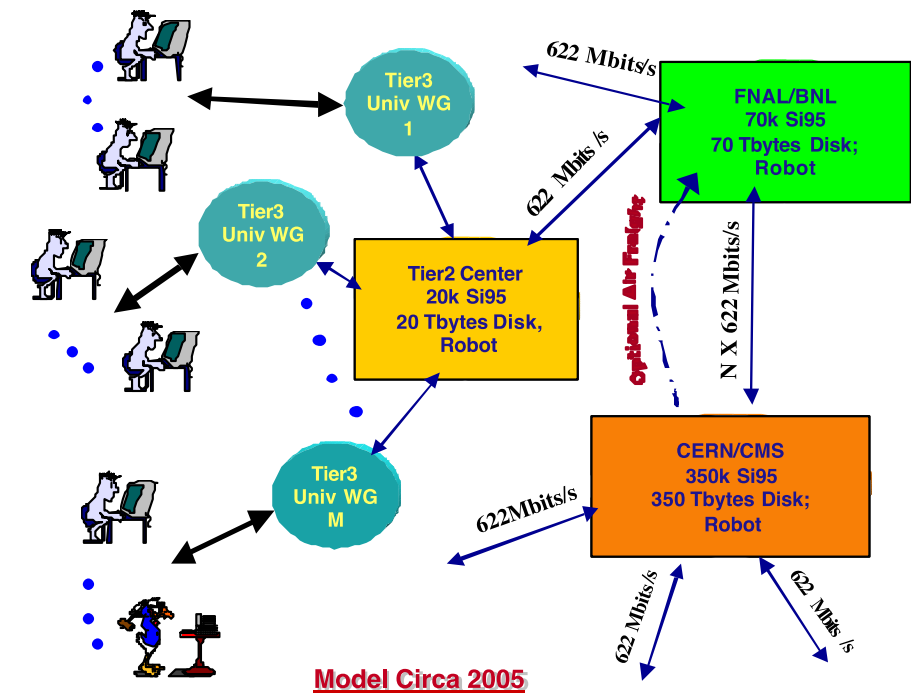 622 Mbits/s
Tier3
Univ WG
1
FNAL/BNL
70k Si95
70 Tbytes Disk;
Robot
622 Mbits /s
Tier3
Univ WG
2
Optional Air Freight
N X 622 Mbits/s
Tier2 Center
20k Si95
20 Tbytes Disk,
Robot
Tier3
Univ WG
M
CERN/CMS
350k Si95
350 Tbytes Disk;
Robot
622Mbits/s
622 Mbits/s
622 Mbits /s
Model Circa 2005